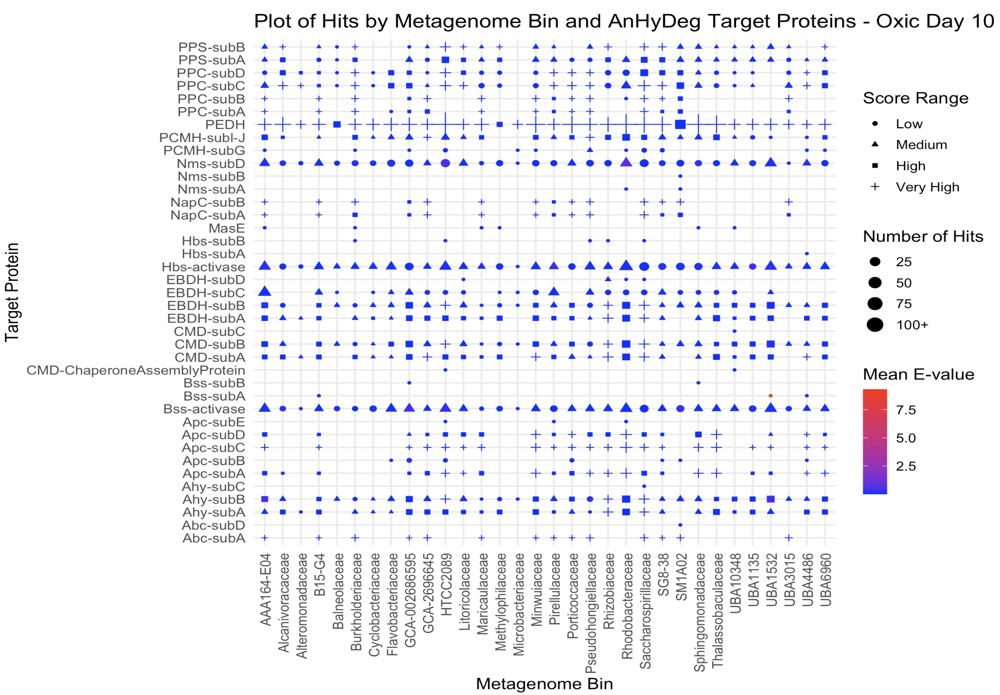 Plot of Hits by Metagenome Bin and AnHyDeg Target Proteins - Oxic Day 10
Target Protein
PPS-subB
PPS-subA
PPC-subD
PPC-subC
PPC-subB
PPC-subA
PEDH
PCMH-subI-J
PCMH-subG
Nms-subD
Nms-subB
Nms-subA
NapC-subB
NapC-subA
MasE
Hbs-subB
Hbs-subA
Hbs-activase
EBDH-subD
EBDH-subC
EBDH-subB
EBDH-subA
CMD-subC
CMD-subB
CMD-subA
CMD-ChaperoneAssemblyProtein
Bss-subB
Bss-subA
Bss-activase
Apc-subE
Apc-subD
Apc-subC
Apc-subB
Apc-subA
Ahy-subC
Ahy-subB
Ahy-subA
Abc-subD
Abc-subA
AAA164-E04
Alcanivoracaceae
Alteromonadaceae
B15-G4
Balneolaceae
Burkholderiaceae
Cyclobacteriaceae
Flavobacteriaceae
GCA-002686595
GCA-2696645
HTCC2089
Litoricolaceae
Maricaulaceae
Methylophilaceae
Microbacteriaceae
Minwuiaceae
Pirellulaceae
Porticoccaceae
Pseudohongiellaceae
Rhizobiaceae
Rhodobacteraceae
Saccharospirillaceae
SG8-38
SM1A02
Sphingomonadaceae
Thalassobaculaceae
UBA10348
UBA1135
UBA1532
UBA3015
UBA4486
UBA6960
Metagenome Bin
Score Range
Low
Medium
High
Very High
Number of Hits
25
50
75
100+
Mean E-value
7.5
5.0
2.5